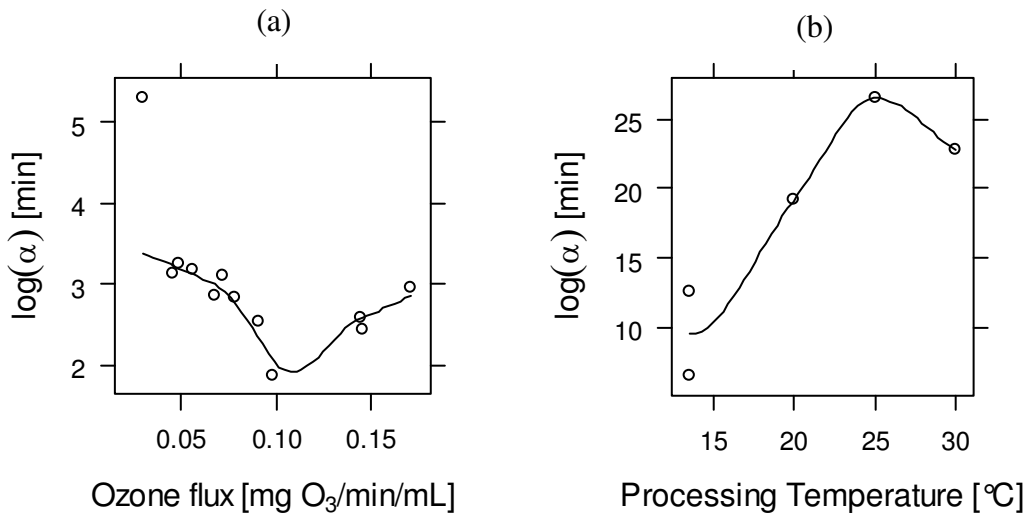 (a)
log(α) [min]
5
4
3
2
0.05 0.10 0.15
Ozone flux [mg O₃/min/mL]
(b)
log(α) [min]
25
20
15
10
15 20 25 30
Processing Temperature [°C]